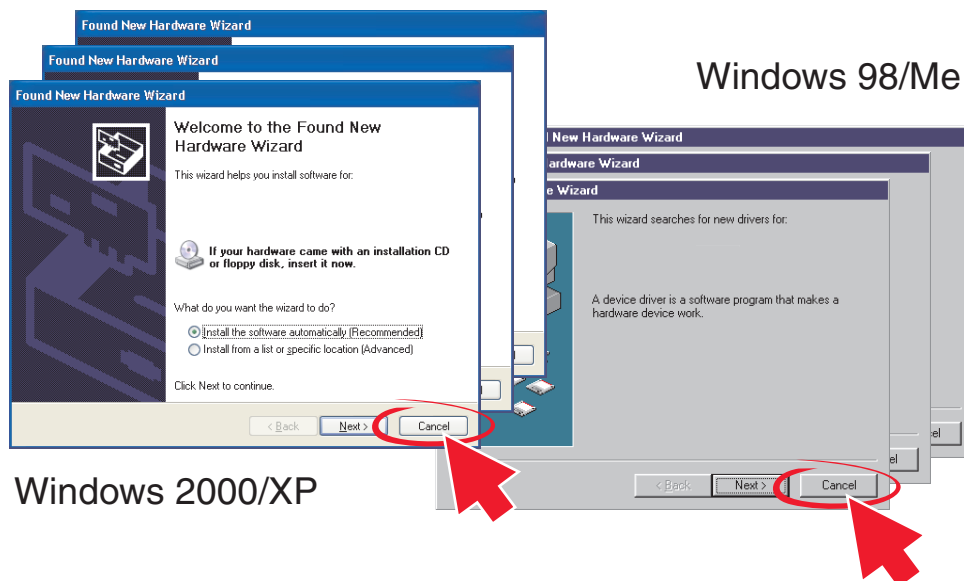 Found New Hardware Wizard
Found New Hardware Wizard
Found New Hardware Wizard
Welcome to the Found New
Hardware Wizard
This wizard helps you install software for:
If your hardware came with an installation CD
or floppy disk, insert it now.
What do you want the wizard to do?
Install the software automatically (Recommended)
Install from a list or specific location (Advanced)
Click Next to continue.
< Back
Next >
Cancel
Windows 2000/XP
Windows 98/Me
New Hardware Wizard
ardware Wizard
e Wizard
This wizard searches for new drivers for:
A device driver is a software program that makes a
hardware device work.
< Back
Next >
Cancel
el
el